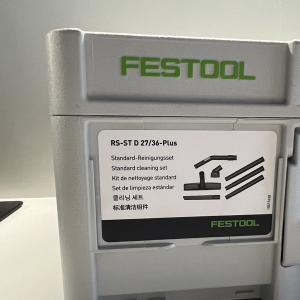 FESTOOL
RS-ST D 27/36-Plus
Standard-Reinigungsset
Standard cleaning set
Kit de nettoyage standard
Set de limpieza estándar
클리닝 세트
标准清洁组件
FESTOOL